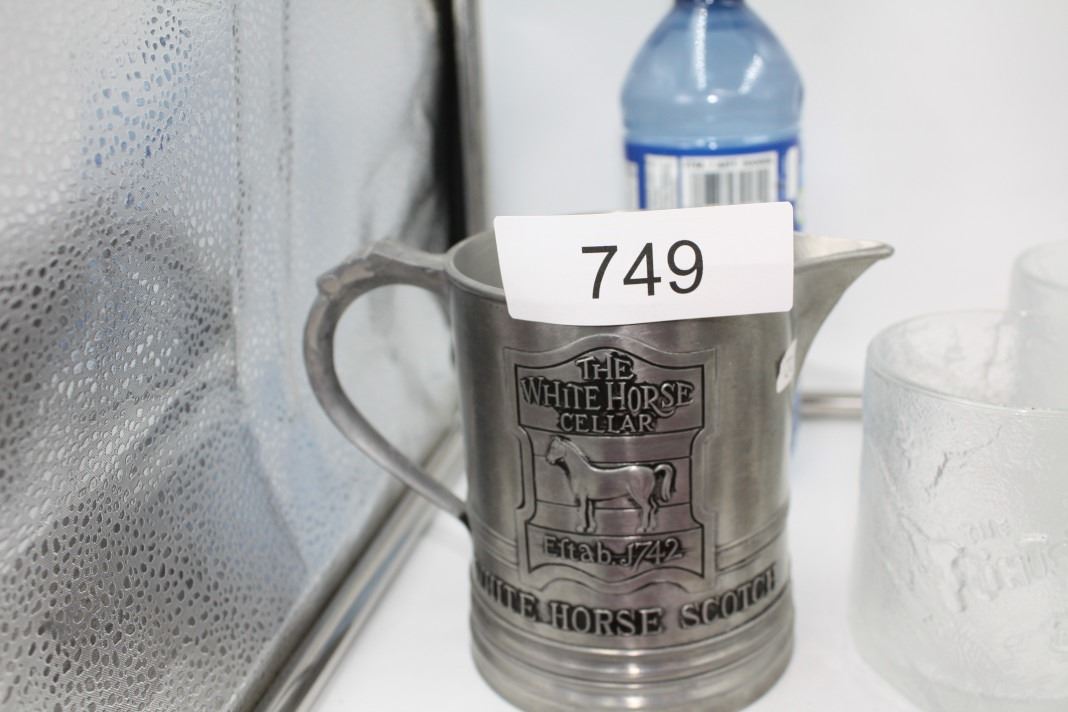 749
THE
WHITE HORSE
CELLAR
Eſtab. 1742
WHITE HORSE SCOTCH